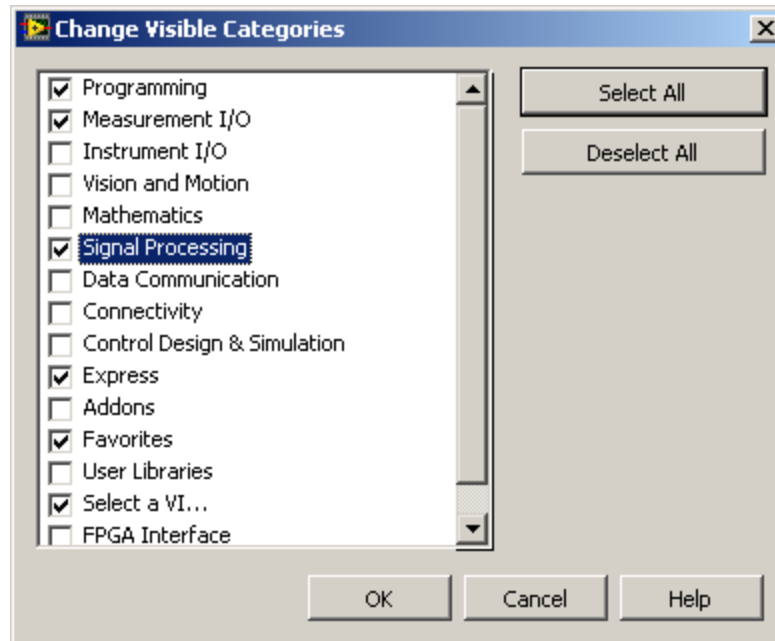 Change Visible Categories
Programming
Measurement I/O
Instrument I/O
Vision and Motion
Mathematics
Signal Processing
Data Communication
Connectivity
Control Design & Simulation
Express
Addons
Favorites
User Libraries
Select a VI...
FPGA Interface
Select All
Deselect All
OK
Cancel
Help